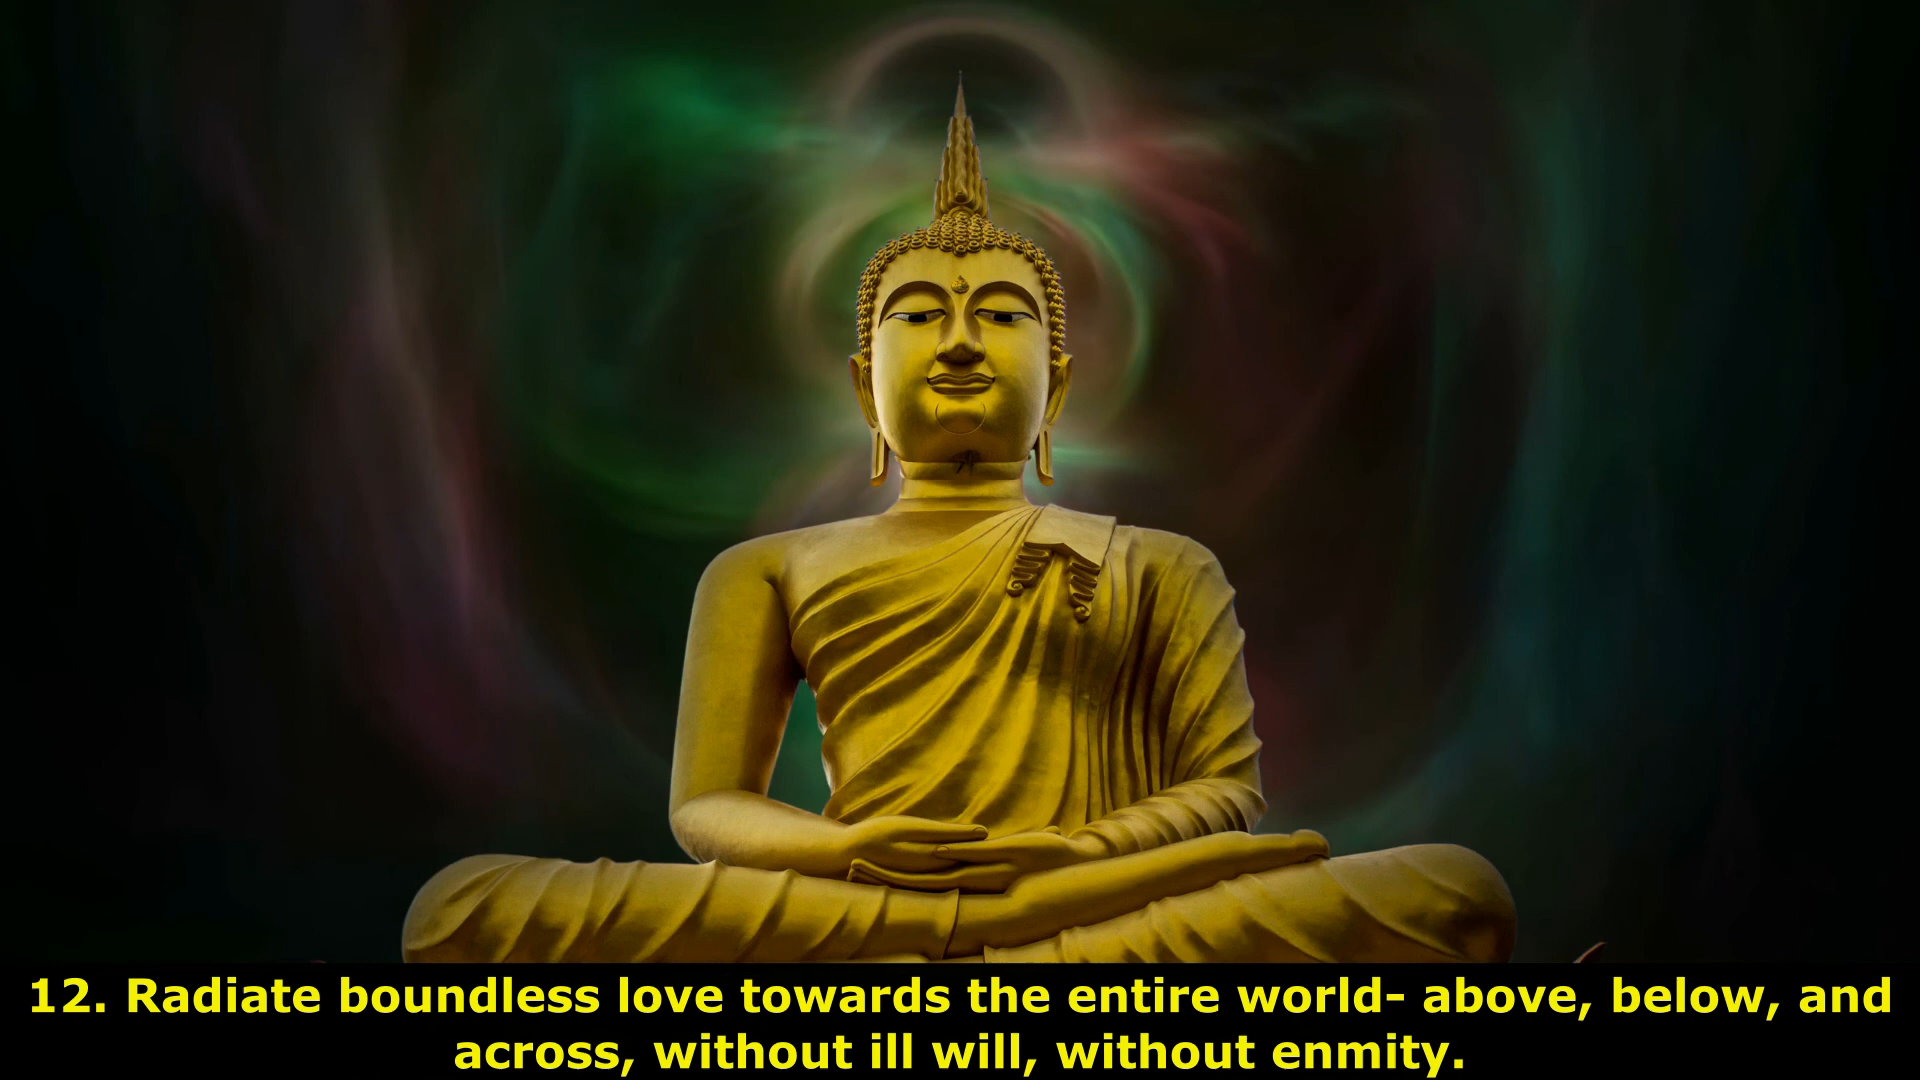 12. Radiate boundless love towards the entire world- above, below, and
across, without ill will, without enmity.